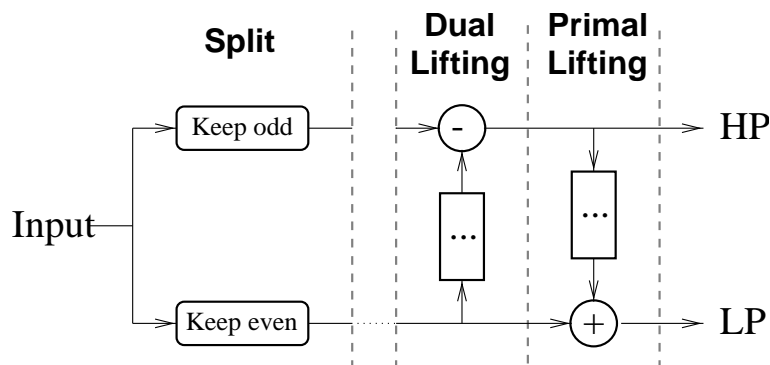 Split
Dual
Lifting
Primal
Lifting
Keep odd
-
HP
Input
...
...
Keep even
+
LP